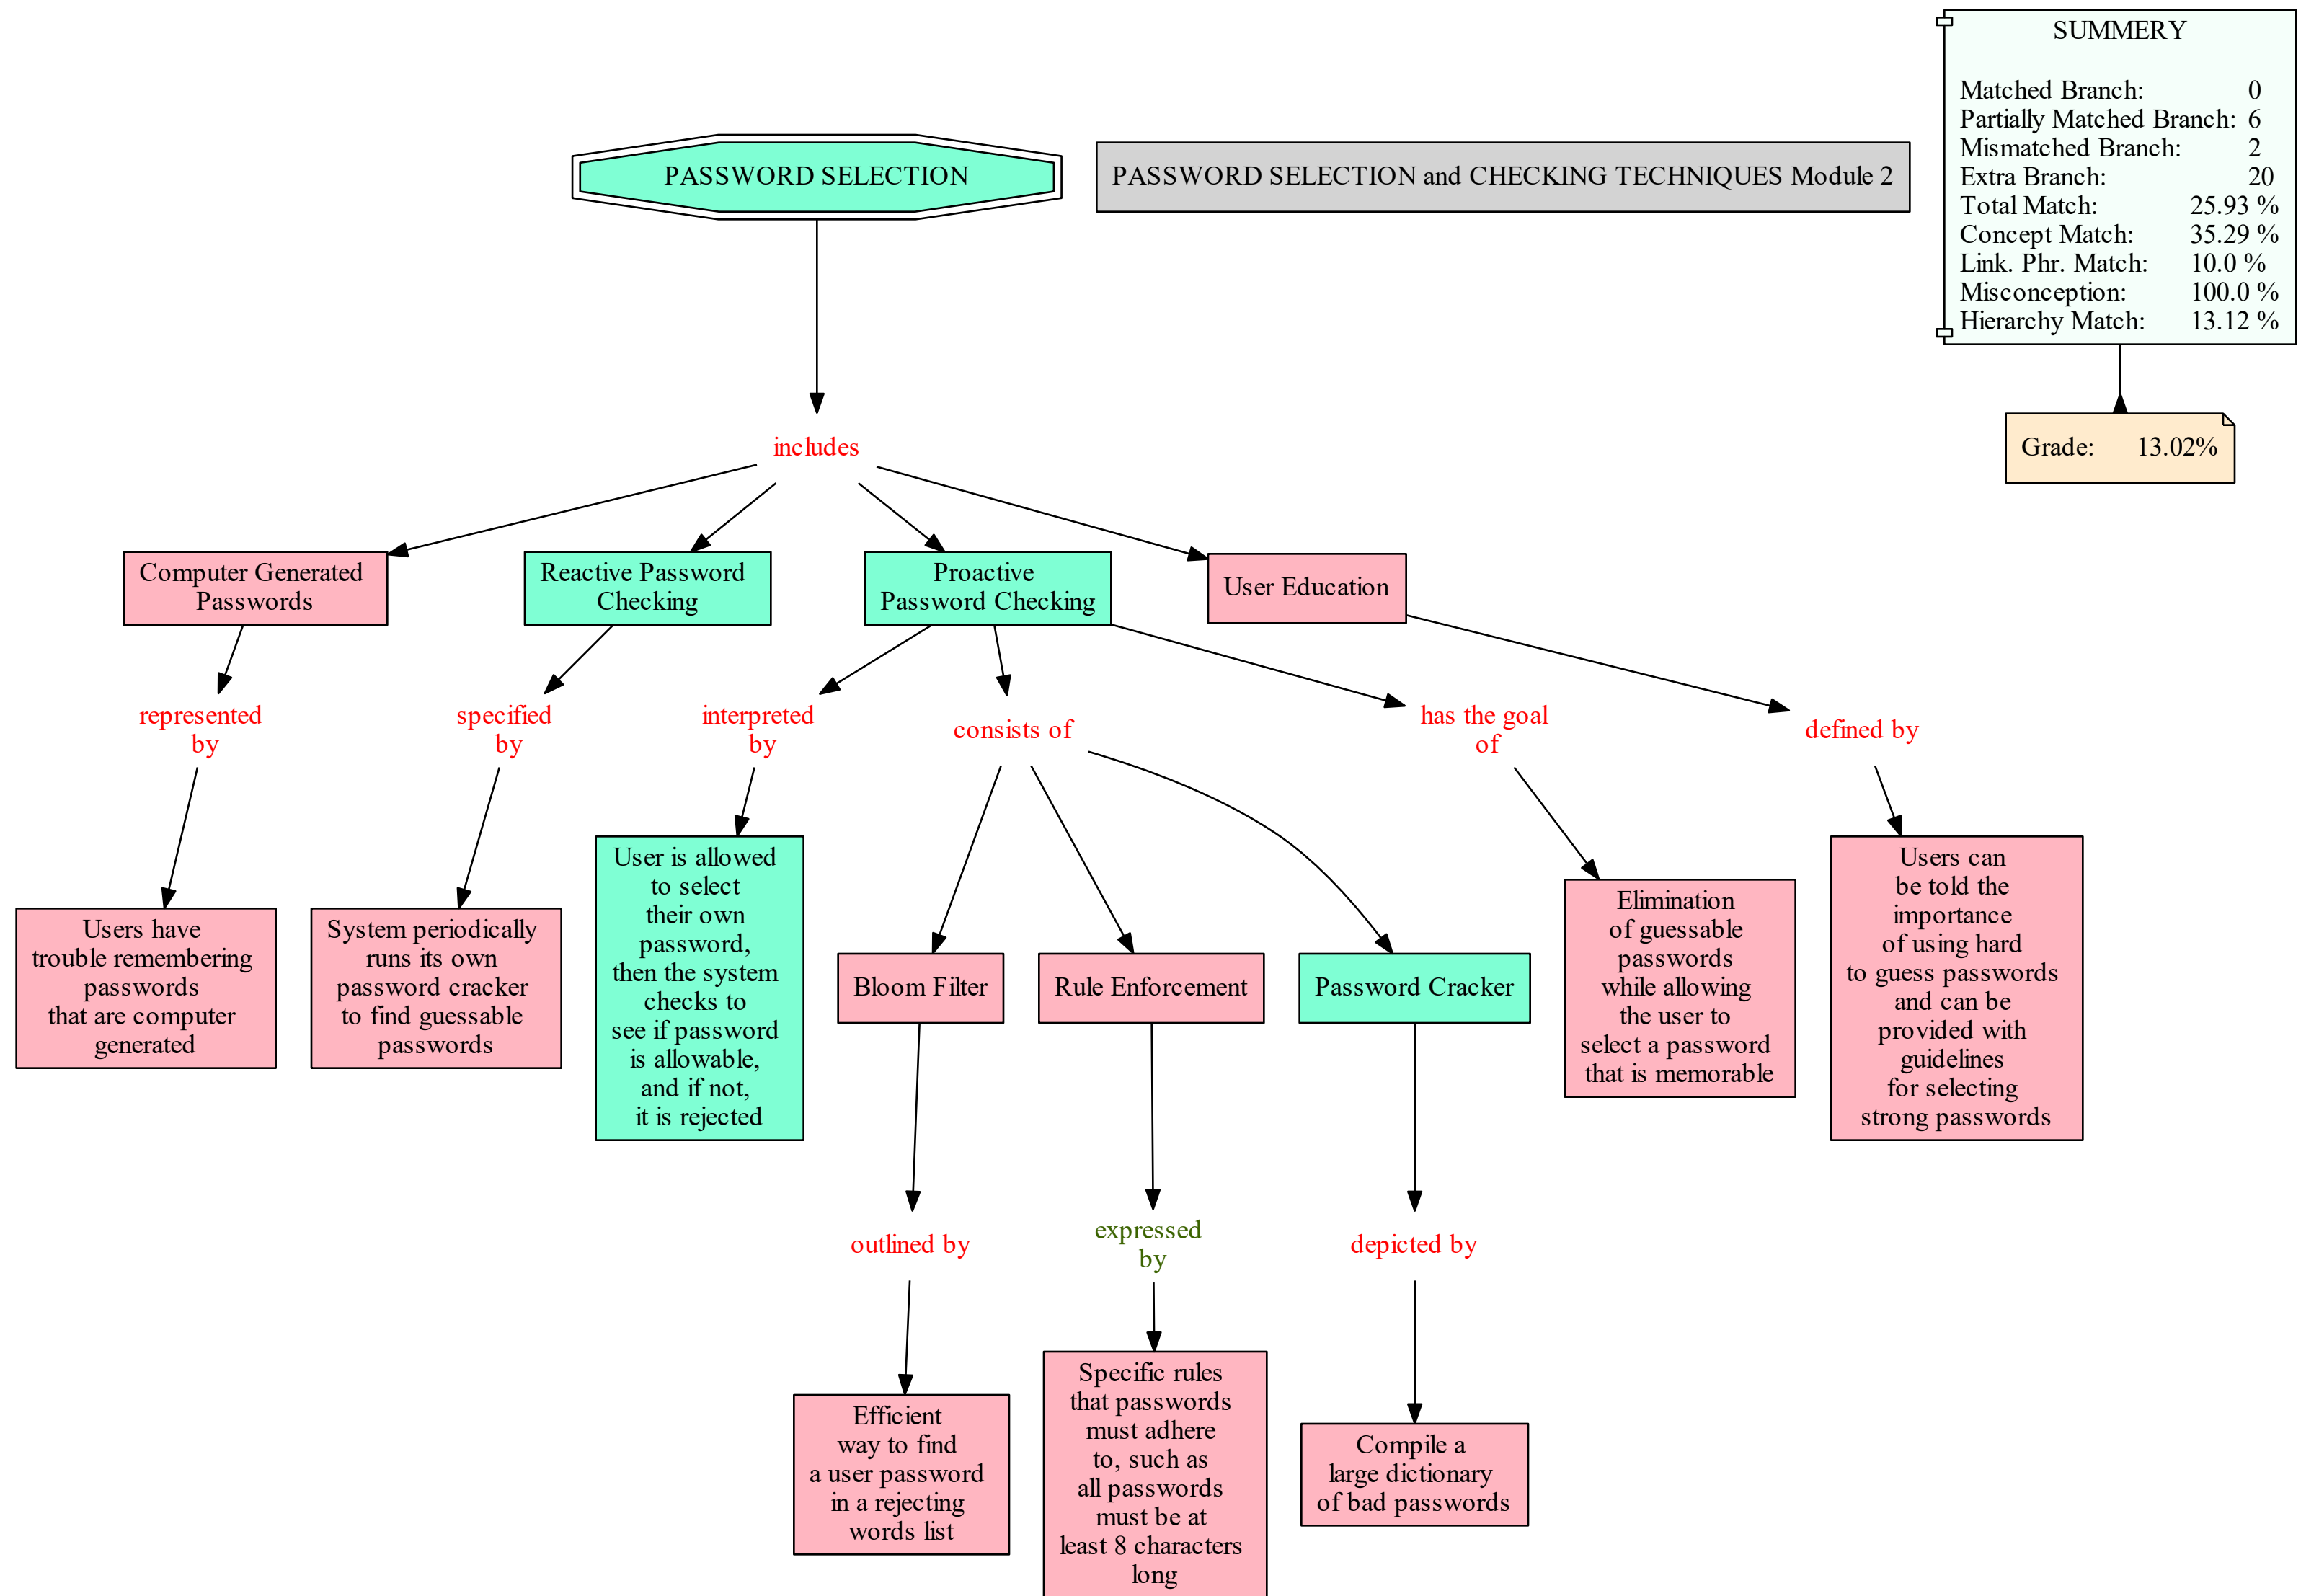 SUMMERY
Matched Branch: 0
Partially Matched Branch: 6
Mismatched Branch: 2
Extra Branch: 20
Total Match: 25.93 %
Concept Match: 35.29 %
Link. Phr. Match: 10.0 %
Misconception: 100.0 %
Hierarchy Match: 13.12 %
PASSWORD SELECTION
PASSWORD SELECTION and CHECKING TECHNIQUES Module 2
Grade: 13.02%
includes
Computer Generated
Passwords
Reactive Password
Checking
Proactive
Password Checking
User Education
represented
by
specified
by
interpreted
by
consists of
has the goal
of
defined by
Users have
trouble remembering
passwords
that are computer
generated
System periodically
runs its own
password cracker
to find guessable
passwords
User is allowed
to select
their own
password,
then the system
checks to
see if password
is allowable,
and if not,
it is rejected
Bloom Filter
Rule Enforcement
Password Cracker
Elimination
of guessable
passwords
while allowing
the user to
select a password
that is memorable
Users can
be told the
importance
of using hard
to guess passwords
and can be
provided with
guidelines
for selecting
strong passwords
outlined by
expressed
by
depicted by
Efficient
way to find
a user password
in a rejecting
words list
Specific rules
that passwords
must adhere
to, such as
all passwords
must be at
least 8 characters
long
Compile a
large dictionary
of bad passwords